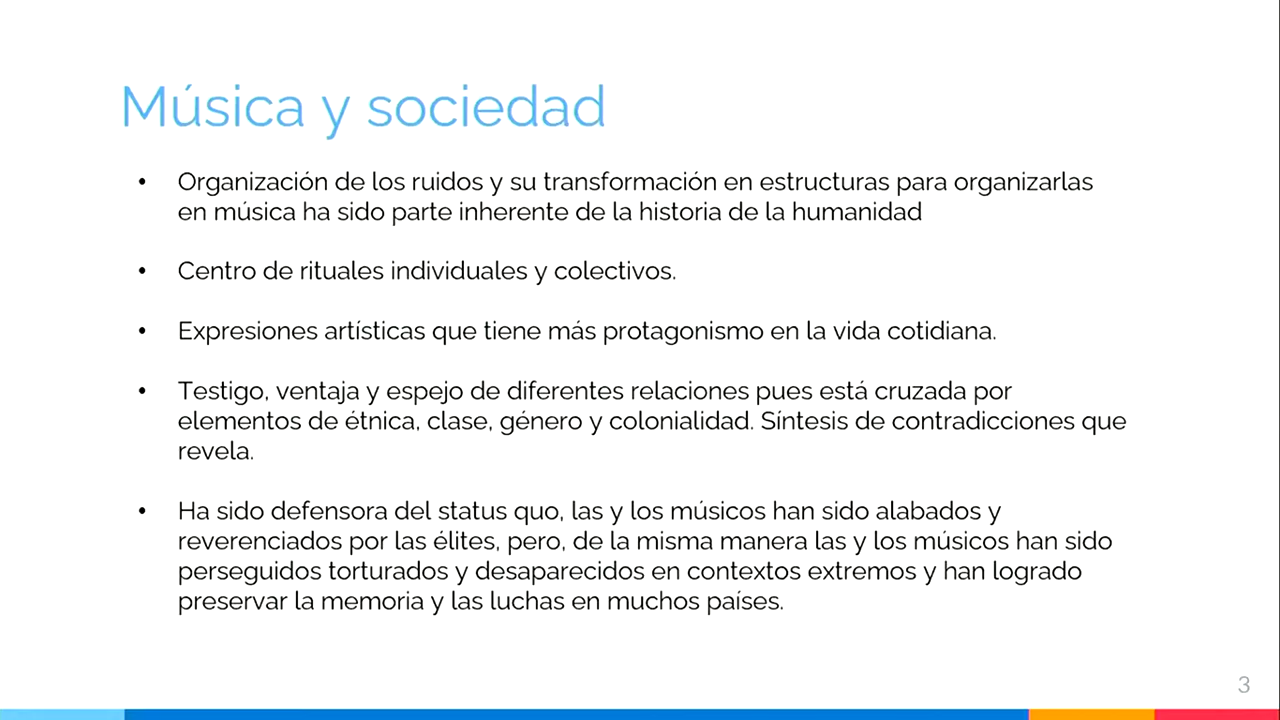 Música y sociedad
• Organización de los ruidos y su transformación en estructuras para organizarlas
en música ha sido parte inherente de la historia de la humanidad
• Centro de rituales individuales y colectivos.
• Expresiones artísticas que tiene más protagonismo en la vida cotidiana.
• Testigo, ventaja y espejo de diferentes relaciones pues está cruzada por
elementos de étnica, clase, género y colonialidad. Síntesis de contradicciones que
revela.
• Ha sido defensora del status quo, las y los músicos han sido alabados y
reverenciados por las élites, pero, de la misma manera las y los músicos han sido
perseguidos torturados y desaparecidos en contextos extremos y han logrado
preservar la memoria y las luchas en muchos países.
3